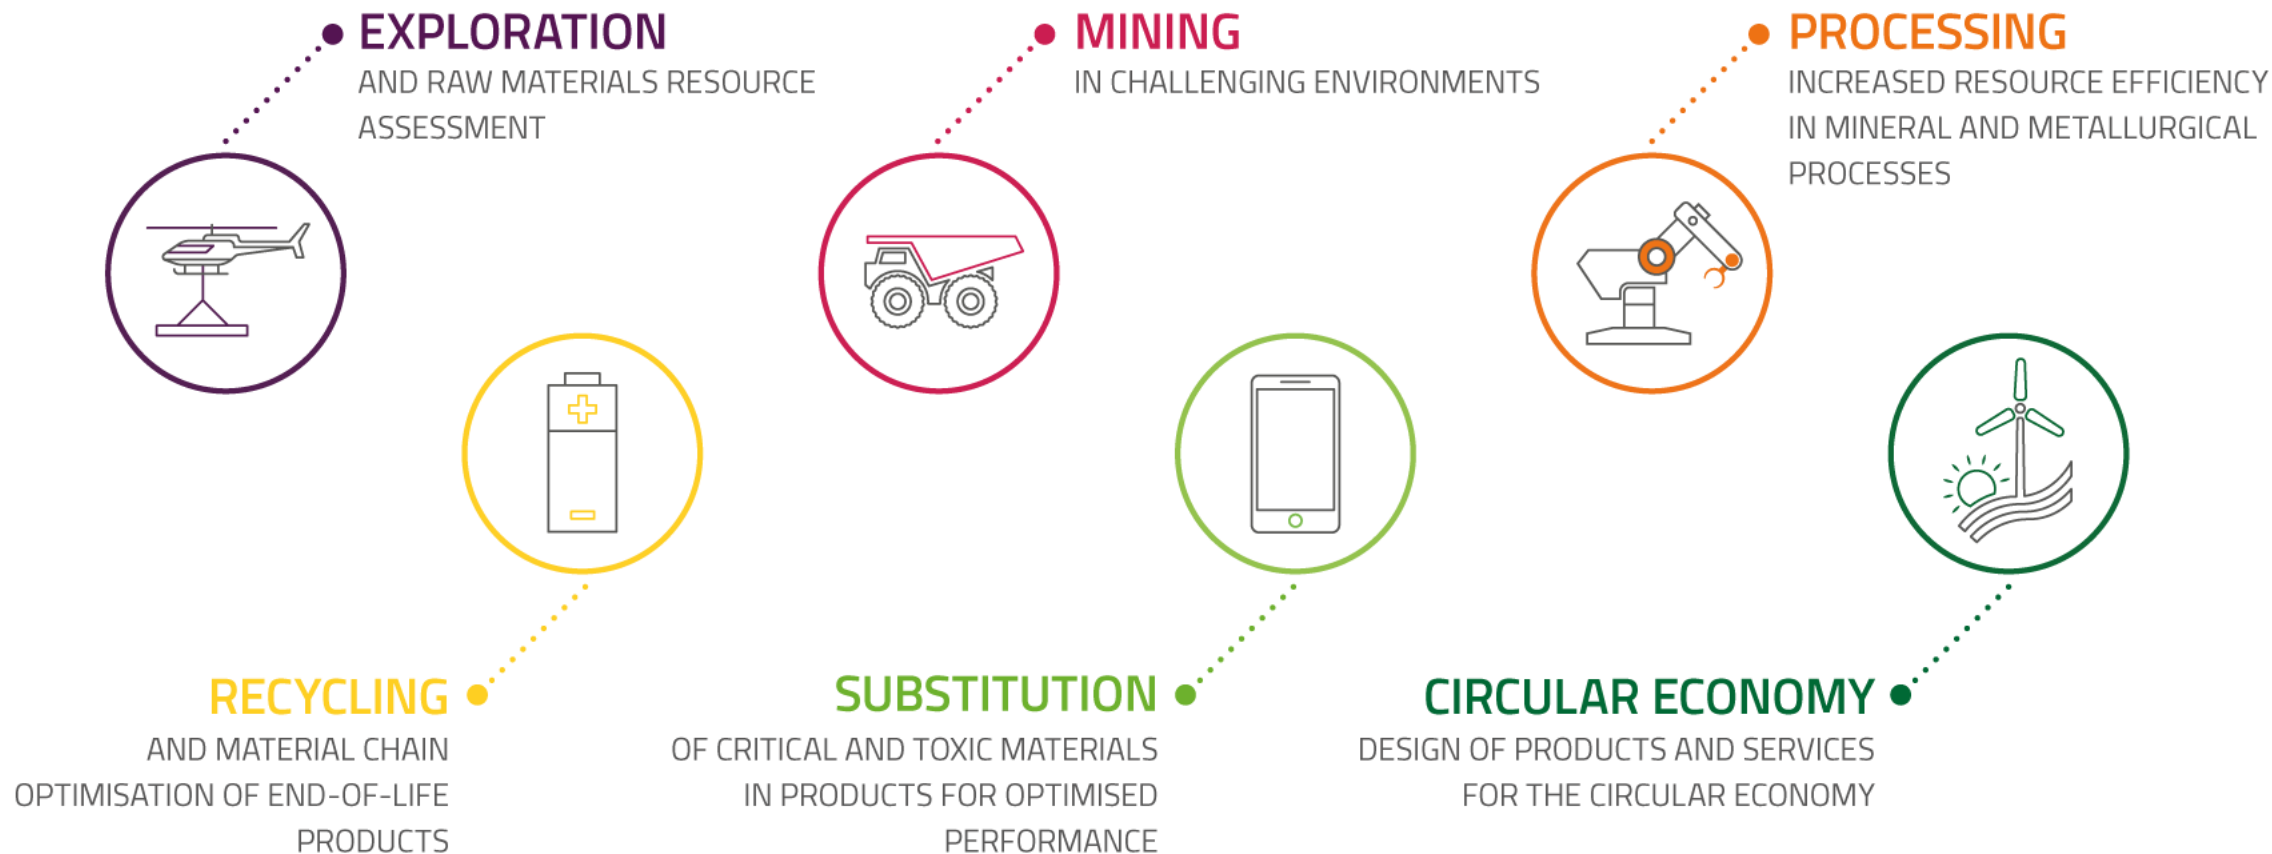 EXPLORATION
AND RAW MATERIALS RESOURCE
ASSESSMENT
MINING
IN CHALLENGING ENVIRONMENTS
PROCESSING
INCREASED RESOURCE EFFICIENCY
IN MINERAL AND METALLURGICAL
PROCESSES
RECYCLING
AND MATERIAL CHAIN
OPTIMISATION OF END-OF-LIFE
PRODUCTS
SUBSTITUTION
OF CRITICAL AND TOXIC MATERIALS
IN PRODUCTS FOR OPTIMISED
PERFORMANCE
CIRCULAR ECONOMY
DESIGN OF PRODUCTS AND SERVICES
FOR THE CIRCULAR ECONOMY